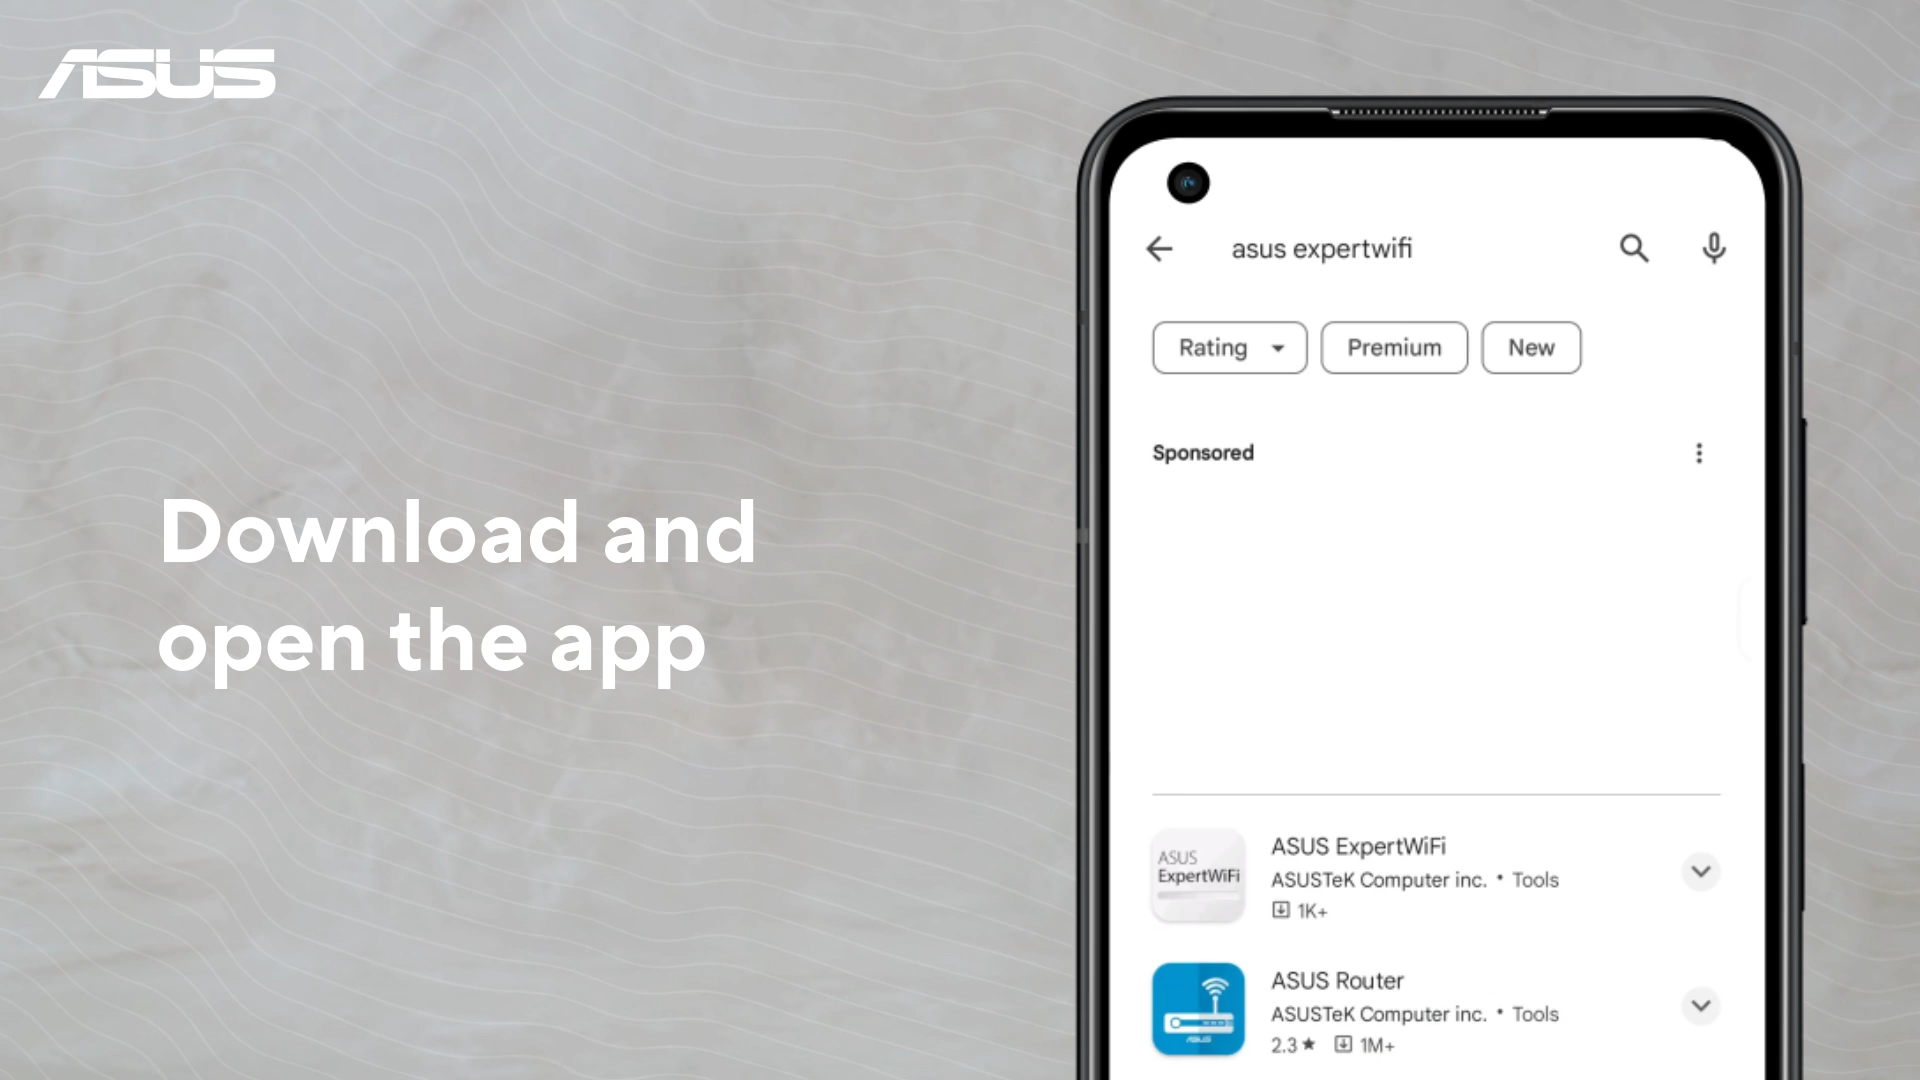 ASUS
Download and
open the app
asus expertwifi
Rating
Premium
New
Sponsored
ASUS
ExpertWiFi
ASUS ExpertWiFi
ASUSTeK Computer inc. • Tools
1K+
ASUS
ASUS Router
ASUSTeK Computer inc. • Tools
2.3★ 1M+